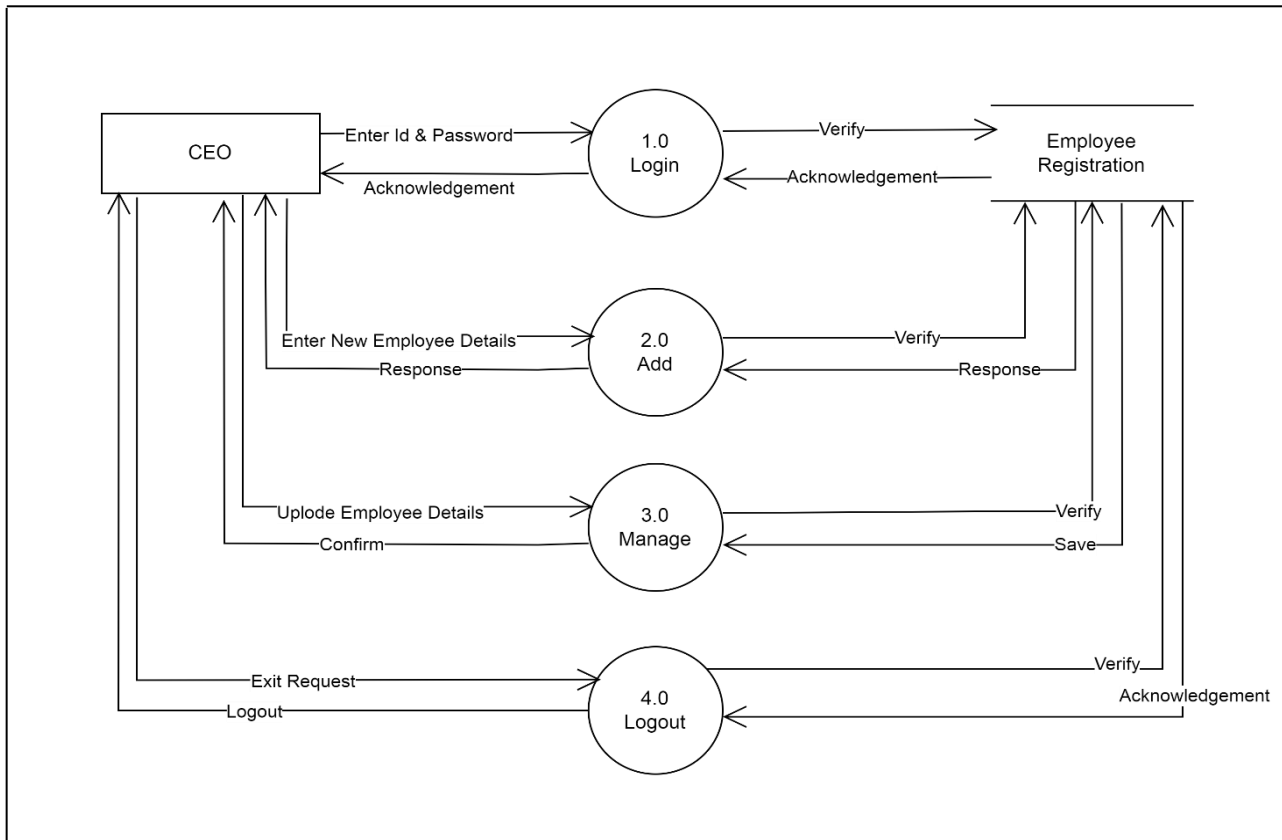 CEO
Enter Id & Password
1.0
Login
Verify
Employee
Registration
Acknowledgement
Acknowledgement
Enter New Employee Details
2.0
Add
Verify
Response
Response
Uplode Employee Details
3.0
Manage
Verify
Confirm
Save
Exit Request
4.0
Logout
Verify
Logout
Acknowledgement